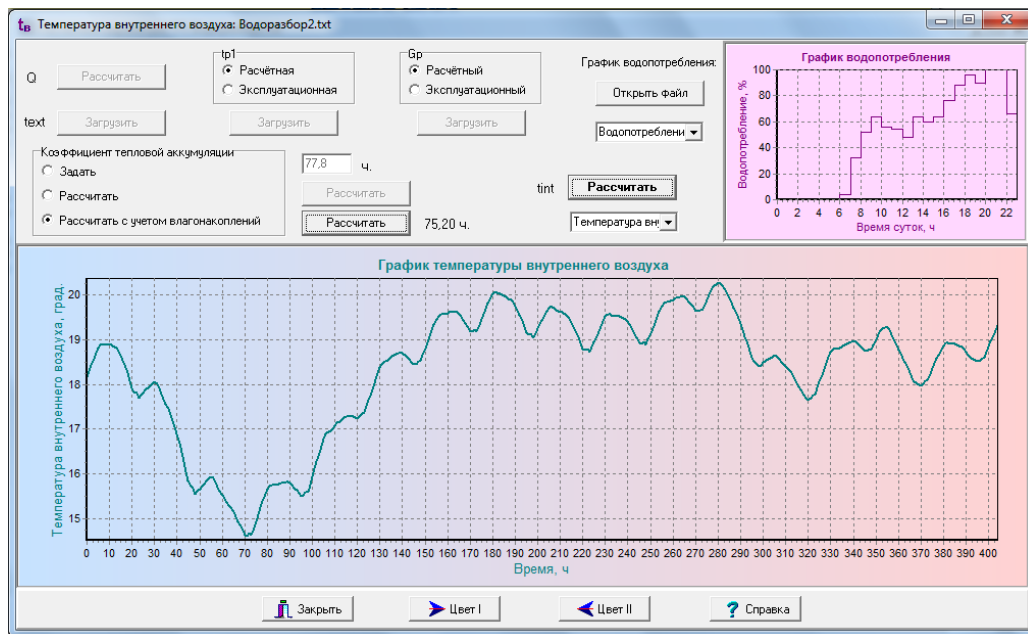 tв Температура внутреннего воздуха: Водоразбор2.txt
Q
Рассчитать
tp1
Расчётная
Эксплуатационная
Gp
Расчётный
Эксплуатационный
text
Загрузить
Загрузить
Загрузить
График водопотребления:
Открыть файл
Водопотреблени
Коэффициент тепловой аккумуляции
Задать
Рассчитать
Рассчитать с учетом влагонакоплений
77,8 ч.
Рассчитать
Рассчитать 75,20 ч.
tint Рассчитать
Температура вну
График водопотребления
Водопотребление, %
100
80
60
40
20
0
0 2 4 6 8 10 12 14 16 18 20 22
Время суток, ч
График температуры внутреннего воздуха
Температура внутреннего воздуха, град.
20
19
18
17
16
15
0 10 20 30 40 50 60 70 80 90 100 110 120 130 140 150 160 170 180 190 200 210 220 230 240 250 260 270 280 290 300 310 320 330 340 350 360 370 380 390 400
Время, ч
Закрыть
Цвет I
Цвет II
? Справка